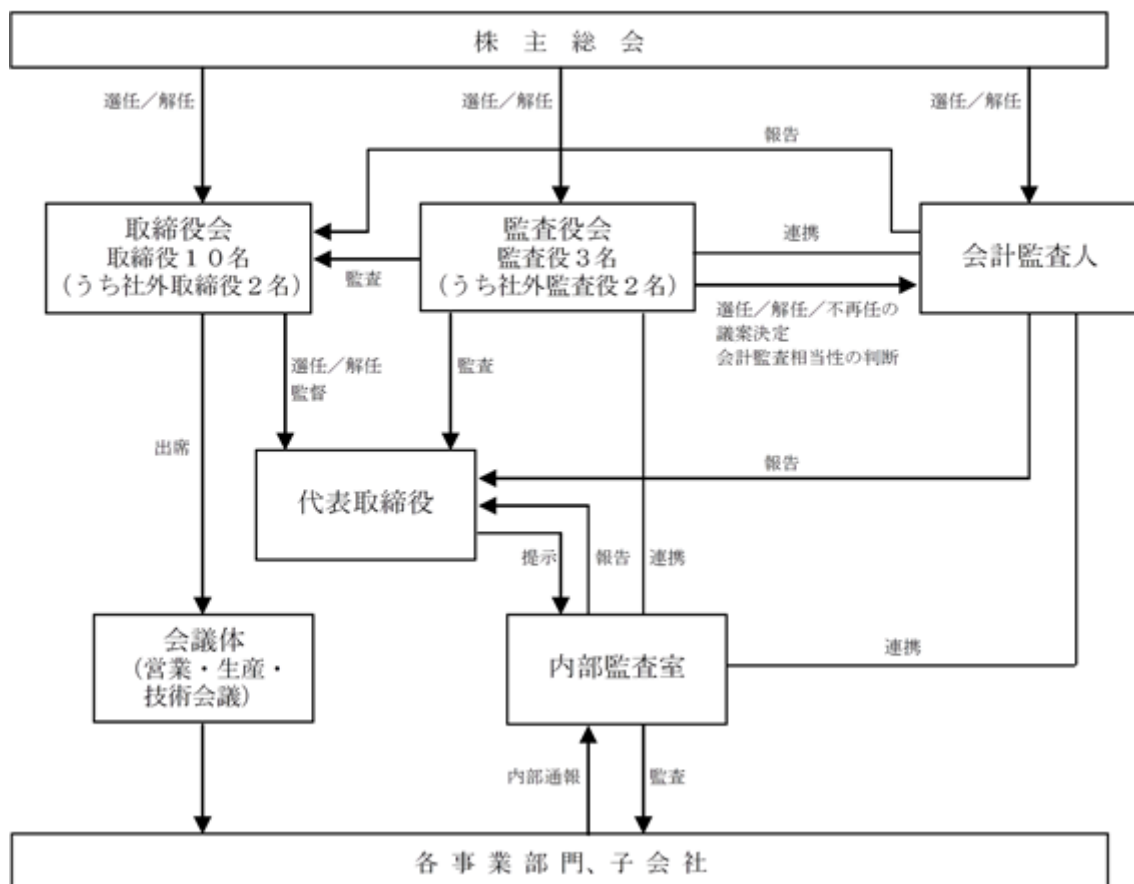 株主総会
選任／解任
選任／解任
選任／解任
報告
取締役会
取締役１０名
（うち社外取締役２名）
監査
監査役会
監査役３名
（うち社外監査役２名）
連携
会計監査人
選任／解任／不再任の
議案決定
会計監査相当性の判断
選任／解任
監督
監査
出席
報告
代表取締役
提示
報告
連携
会議体
（営業・生産・
技術会議）
内部監査室
連携
内部通報
監査
各事業部門、子会社